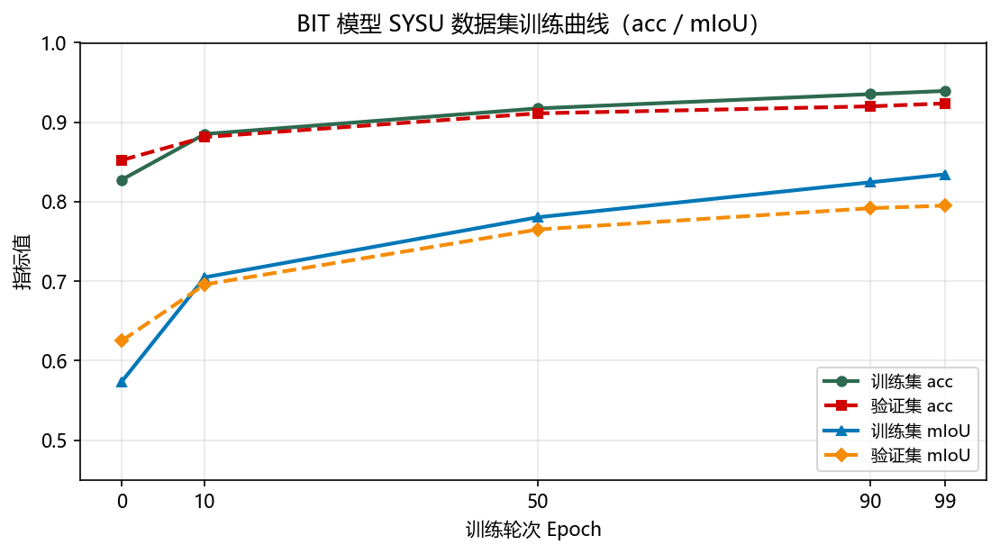 BIT 模型 SYSU 数据集训练曲线（acc / mIoU）
1.0
0.9
0.8
0.7
0.6
0.5
指标值
训练集 acc
验证集 acc
训练集 mIoU
验证集 mIoU
0 10 50 90 99
训练轮次 Epoch